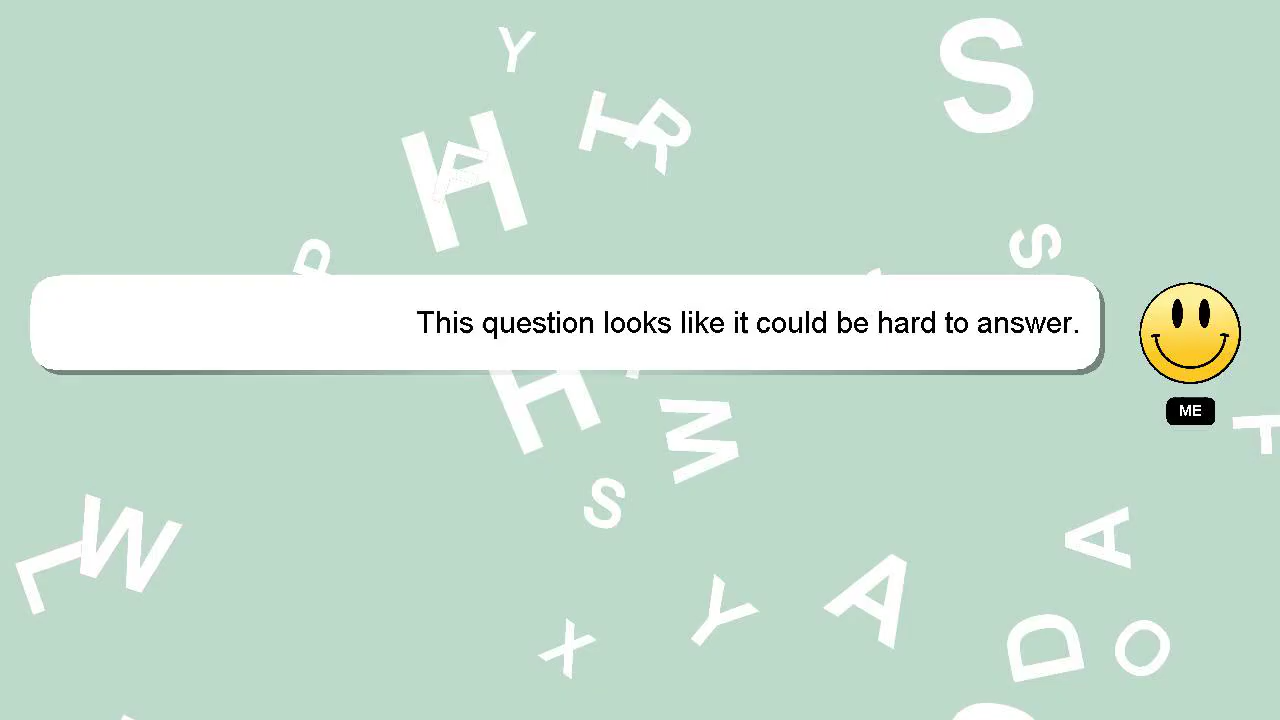 Y
S
T
R
H
A
S
P
This question looks like it could be hard to answer.
ME
H
W
T
S
W
A
L
A
Y
X
D
O